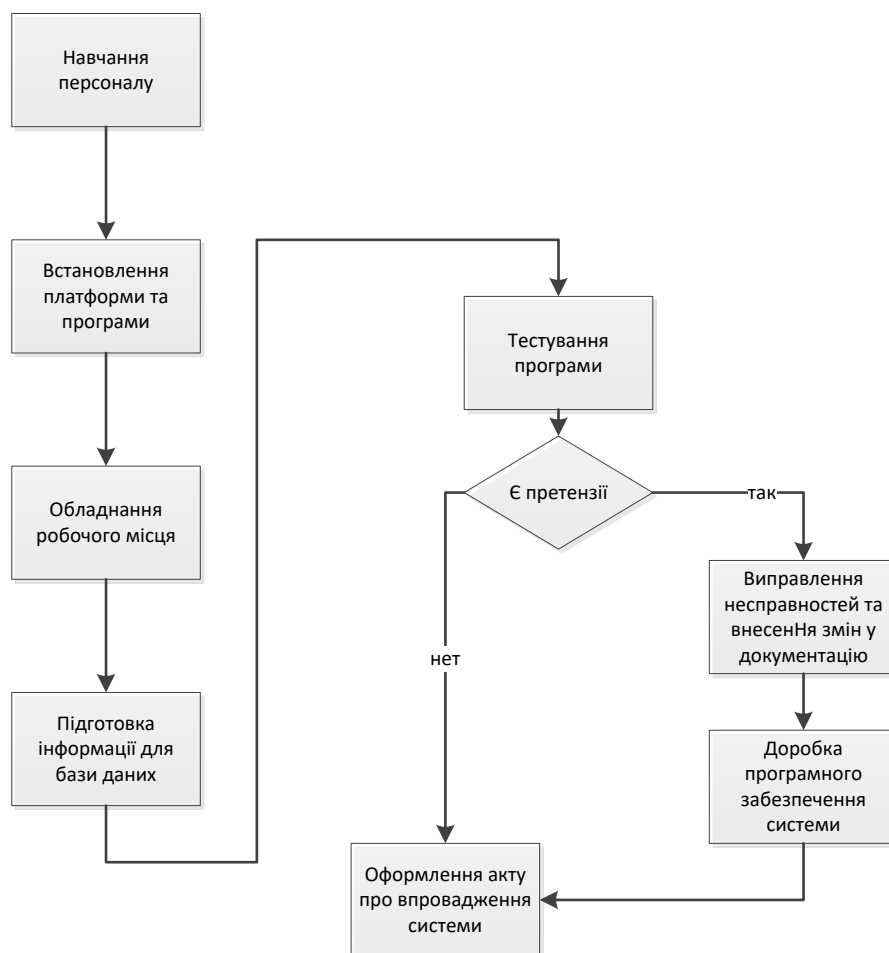 Навчання
персоналу
Встановлення
платформи та
програми
Обладнання
робочого місця
Підготовка
інформації для
бази даних
Тестування
програми
Є претензії
так
нет
Виправлення
несправностей та
внесенНя змін у
документацію
Доробка
програмного
забезпечення
системи
Оформлення акту
про впровадження
системи